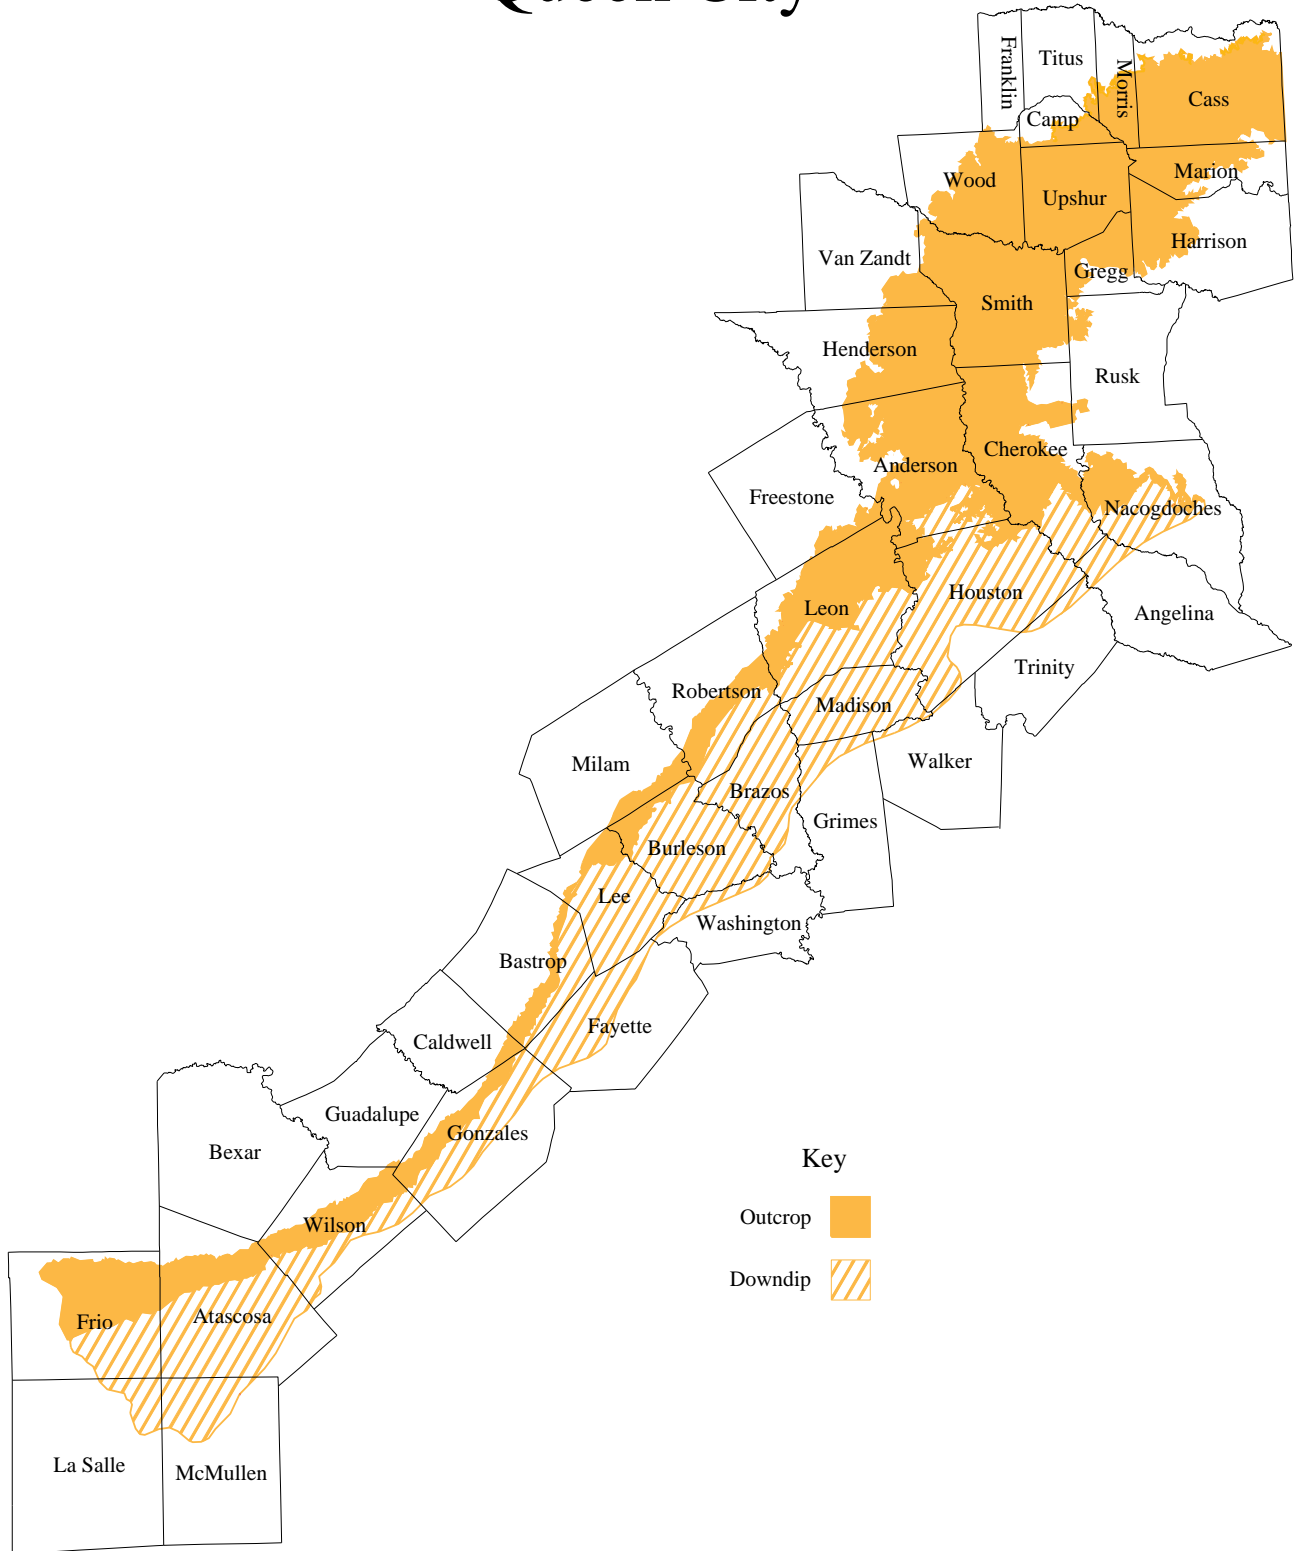 Queen City
Franklin
Titus
Morris
Cass
Camp
Wood
Marion
Upshur
Van Zandt
Harrison
Gregg
Smith
Henderson
Rusk
Cherokee
Anderson
Freestone
Nacogdoches
Houston
Leon
Angelina
Trinity
Robertson
Madison
Milam
Walker
Brazos
Grimes
Burleson
Lee
Washington
Bastrop
Fayette
Caldwell
Guadalupe
Gonzales
Bexar
Key
Wilson
Outcrop
Downdip
Frio
Atascosa
La Salle
McMullen